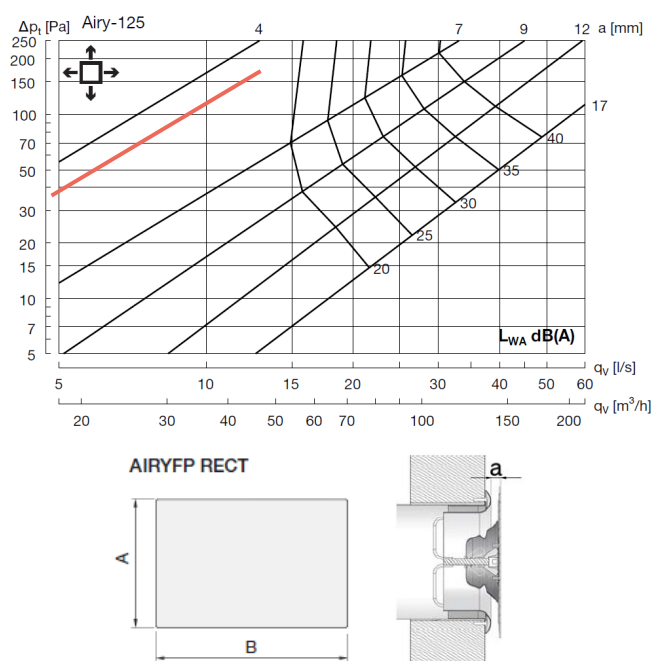 Δpt [Pa] Airy-125
4 7 9 12 a [mm]
250
200
150
100
70
50
30
20
15
10
7
5
17
40
35
30
25
20
LWA dB(A)
5 10 15 20 30 40 50 60
qv [l/s]
20 30 40 50 60 70 100 150 200
qv [m³/h]
AIRYFP RECT
a
A
B